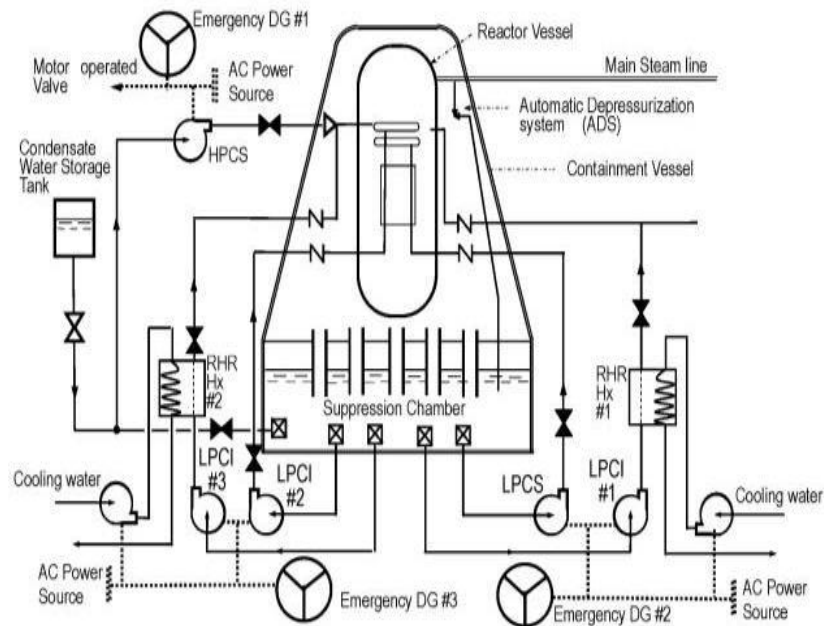 Emergency DG #1
Reactor Vessel
Motor operated
Valve
AC Power
Source
Main Steam line
Automatic Depressurization
system (ADS)
HPCS
Condensate
Water Storage
Tank
Containment Vessel
RHR
Hx
#2
RHR
Hx
#1
Suppression Chamber
LPCI
#3
LPCI
#2
LPCS
LPCI
#1
Cooling water
Cooling water
AC Power
Source
Emergency DG #3
Emergency DG #2
AC Power
Source